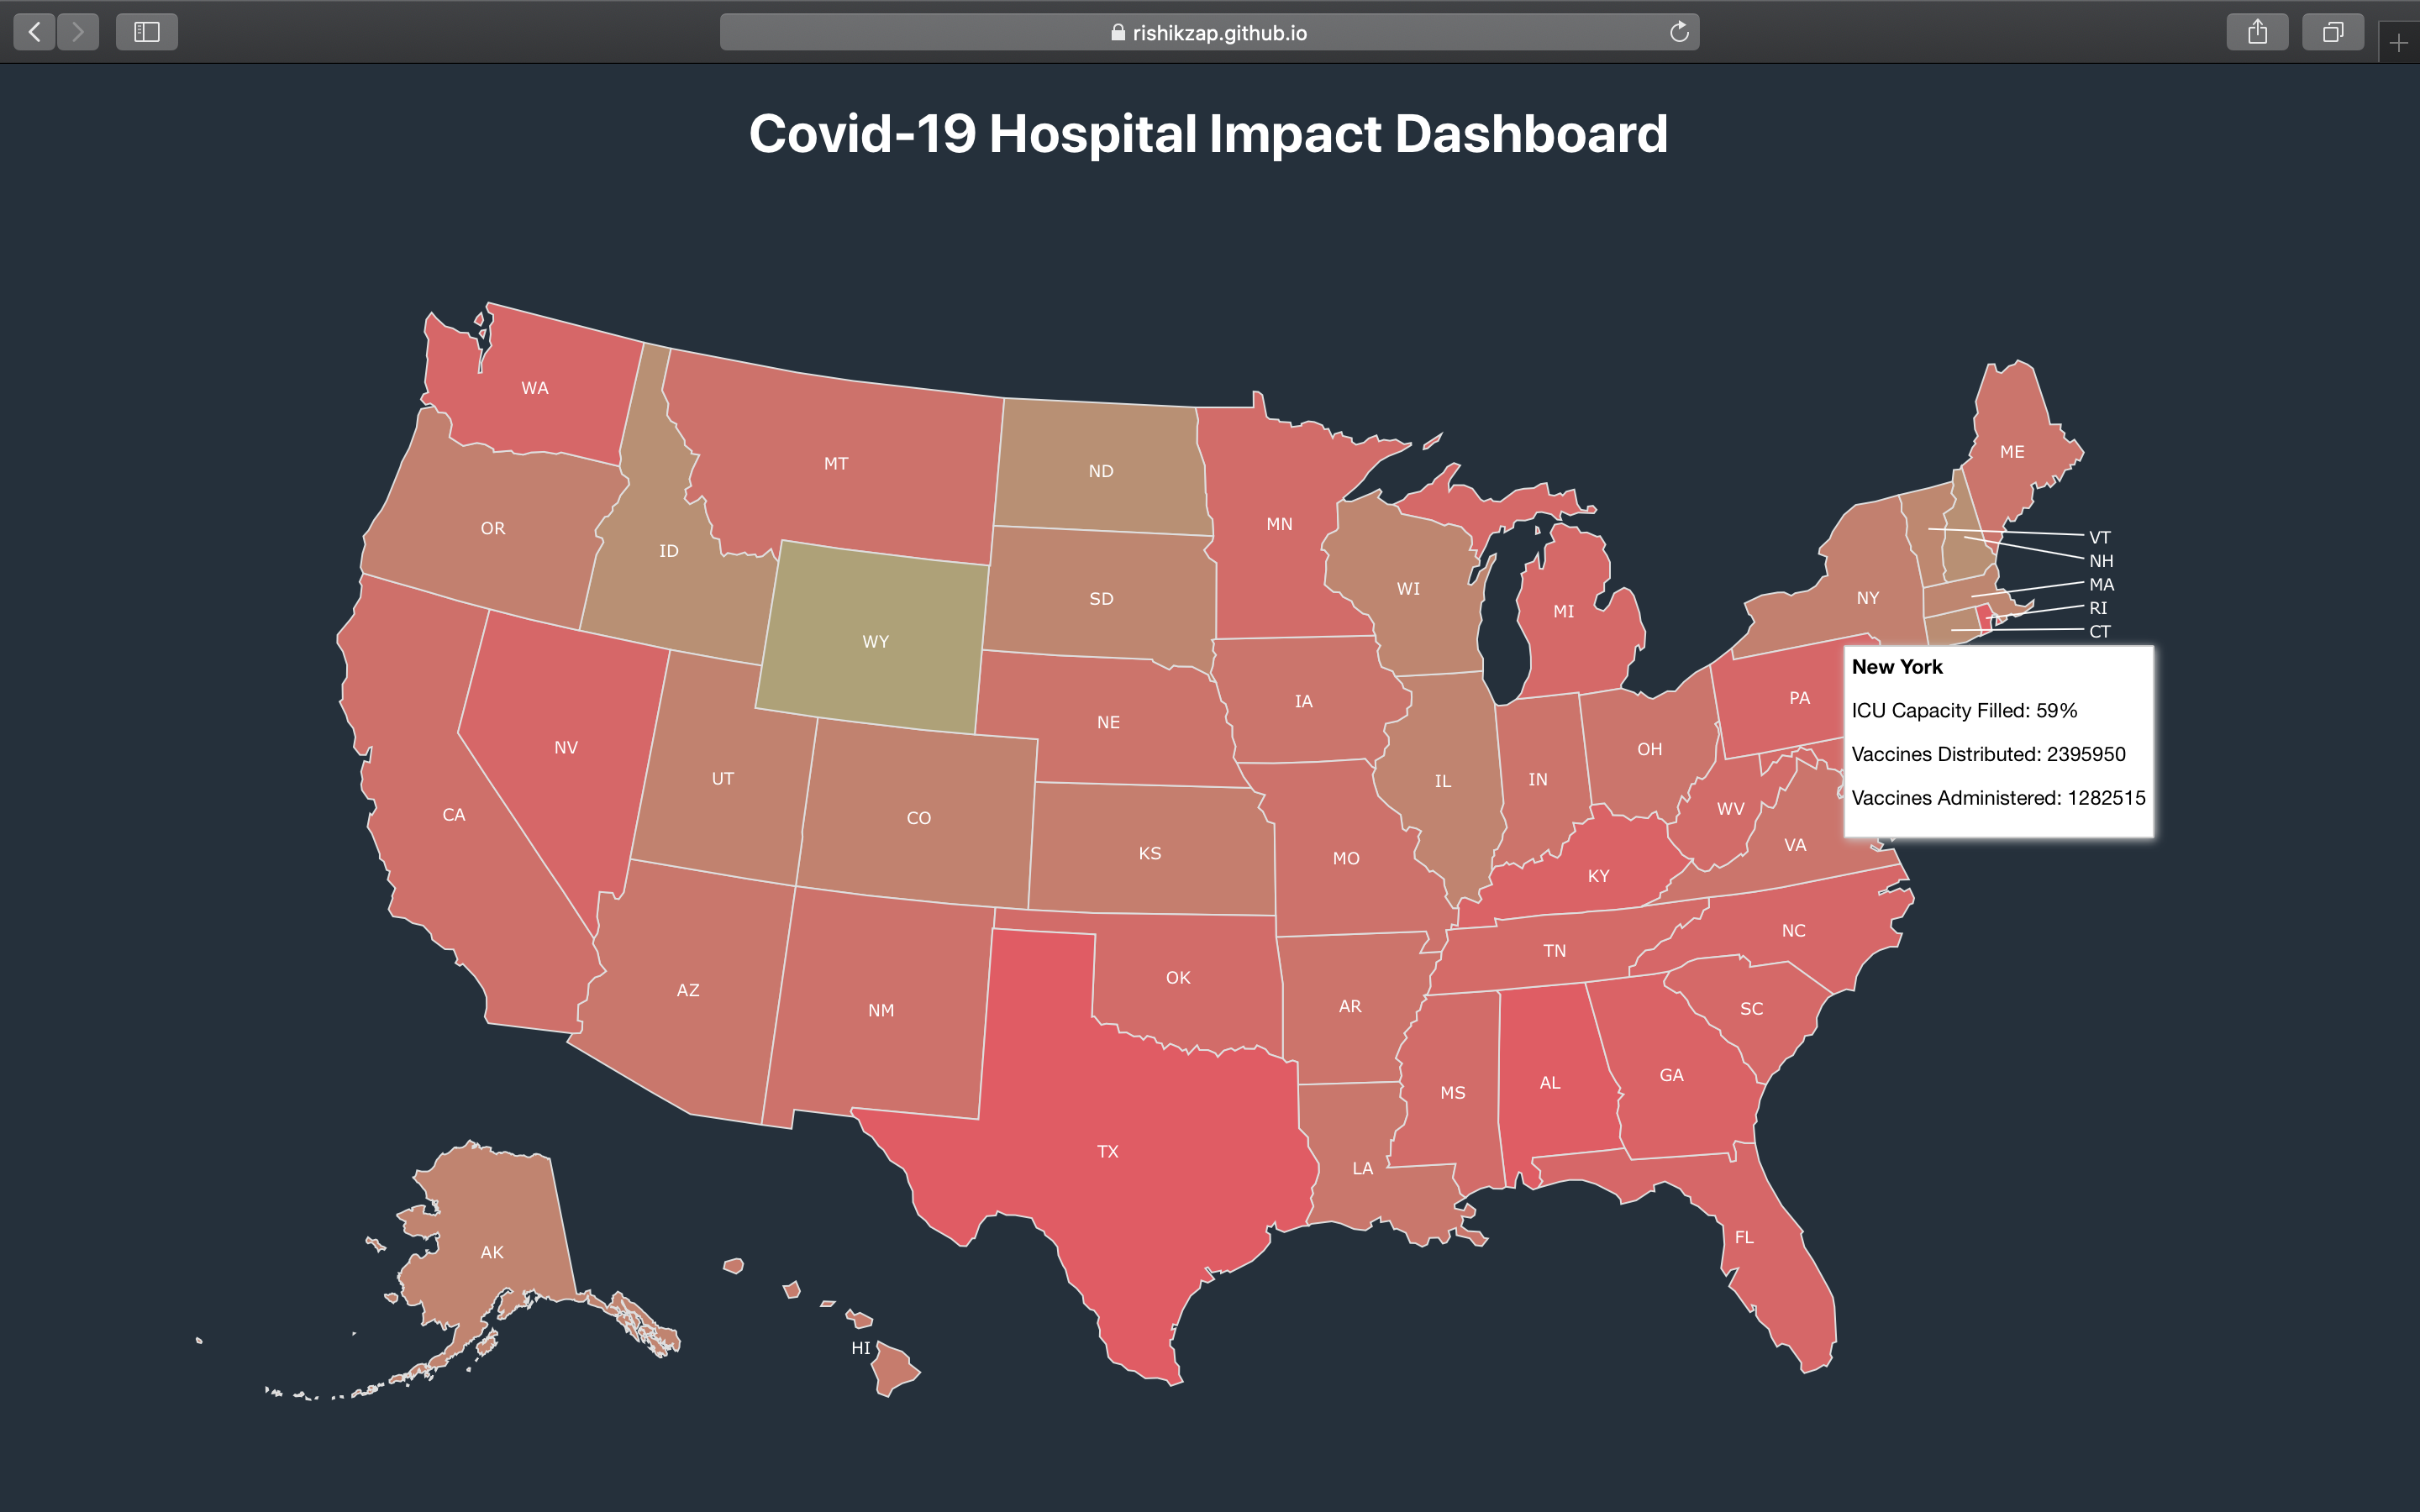 rishikzap.github.io
Covid-19 Hospital Impact Dashboard
WA
MT
ME
ND
OR
MN
VT
ID
NH
WI
MA
NY
SD
RI
MI
CT
WY
New York
PA
IA
ICU Capacity Filled: 59%
NE
NV
OH
Vaccines Distributed: 2395950
UT
IN
IL
Vaccines Administered: 1282515
WV
CA
CO
VA
KS
MO
KY
NC
TN
OK
AZ
AR
SC
NM
GA
AL
MS
TX
LA
FL
AK
HI